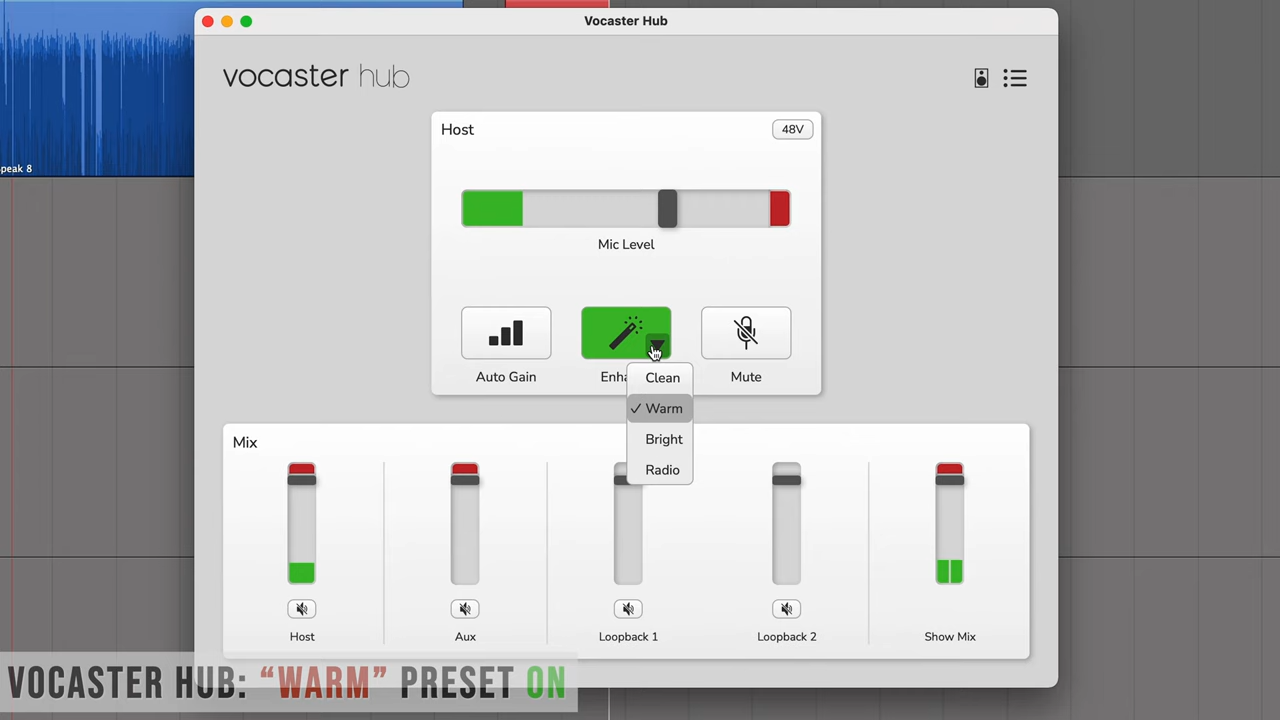 Vocaster Hub
vocaster hub
Host
48V
peak 8
Mic Level
Auto Gain
Enha
Mute
Clean
✓ Warm
Bright
Radio
Mix
Host
Aux
Loopback 1
Loopback 2
Show Mix
VOCASTER HUB: “WARM” PRESET ON